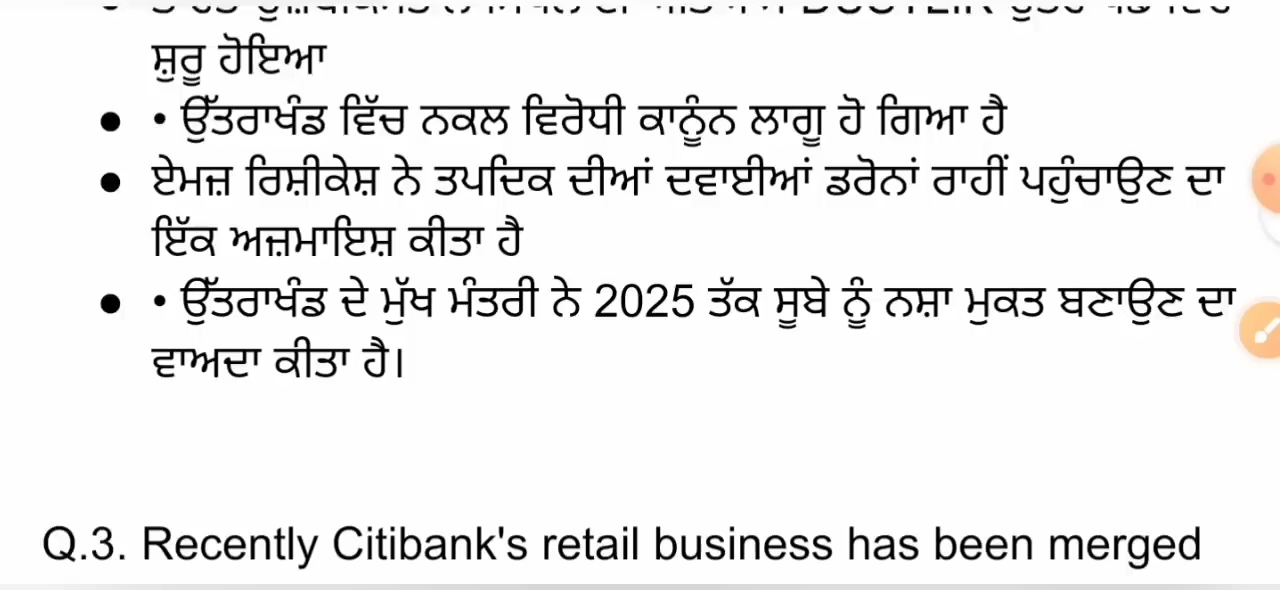 ਸ਼ੁਰੂ ਹੋਇਆ
● • ਉੱਤਰਾਖੰਡ ਵਿੱਚ ਨਕਲ ਵਿਰੋਧੀ ਕਾਨੂੰਨ ਲਾਗੂ ਹੋ ਗਿਆ ਹੈ
● ਏਮਜ਼ ਰਿਸ਼ੀਕੇਸ਼ ਨੇ ਤਪਦਿਕ ਦੀਆਂ ਦਵਾਈਆਂ ਡਰੋਨਾਂ ਰਾਹੀਂ ਪਹੁੰਚਾਉਣ ਦਾ
ਇੱਕ ਅਜ਼ਮਾਇਸ਼ ਕੀਤਾ ਹੈ
● • ਉੱਤਰਾਖੰਡ ਦੇ ਮੁੱਖ ਮੰਤਰੀ ਨੇ 2025 ਤੱਕ ਸੂਬੇ ਨੂੰ ਨਸ਼ਾ ਮੁਕਤ ਬਣਾਉਣ ਦਾ
ਵਾਅਦਾ ਕੀਤਾ ਹੈ।
Q.3. Recently Citibank's retail business has been merged